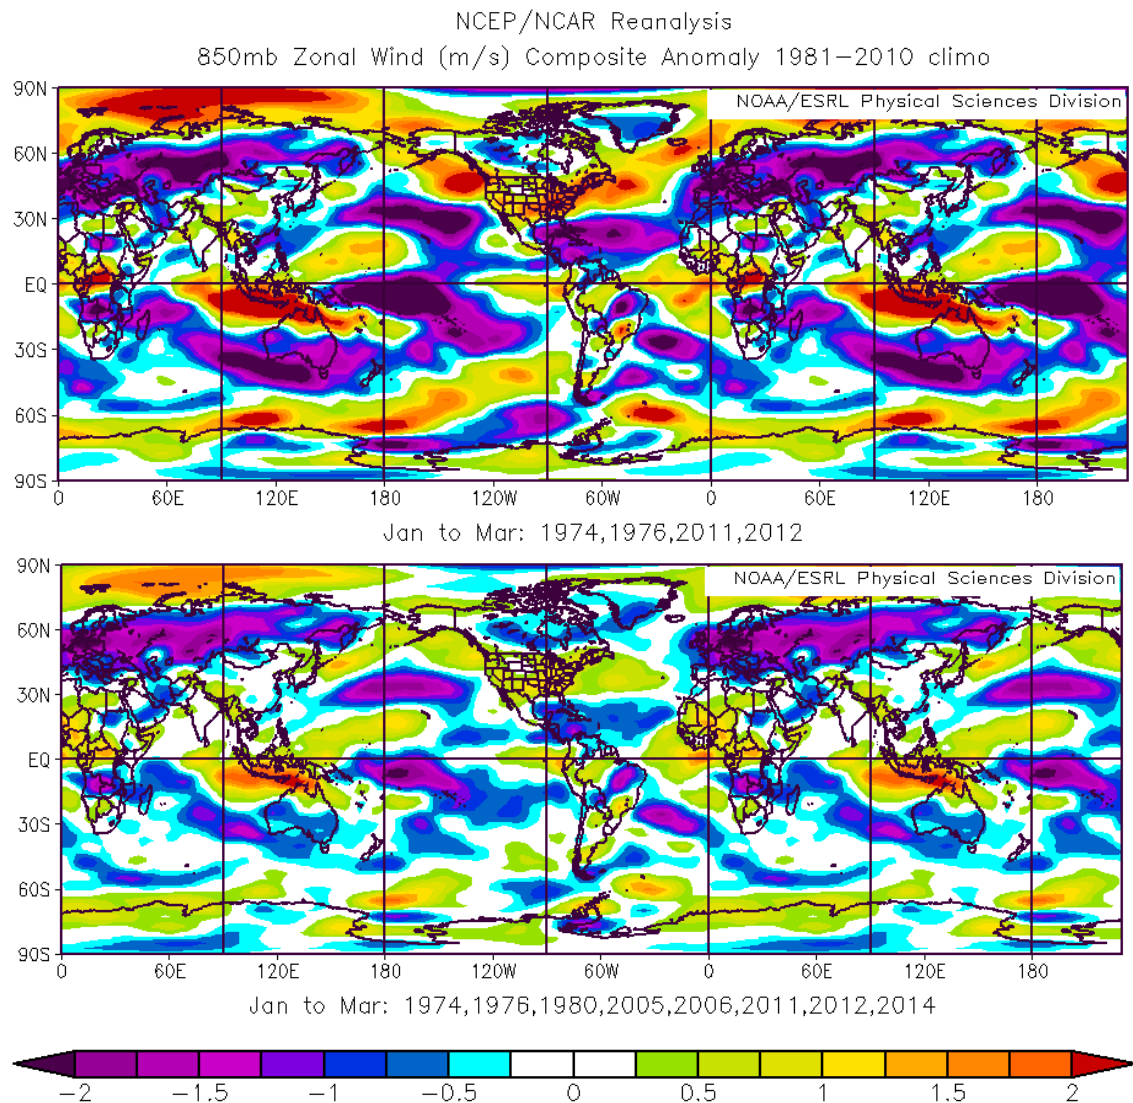 NCEP/NCAR Reanalysis
850mb Zonal Wind (m/s) Composite Anomaly 1981−2010 climo
NOAA/ESRL Physical Sciences Division
90N
60N
30N
EQ
30S
60S
90S
0 60E 120E 180 120W 60W 0 60E 120E 180
Jan to Mar: 1974,1976,2011,2012
NOAA/ESRL Physical Sciences Division
90N
60N
30N
EQ
30S
60S
90S
0 60E 120E 180 120W 60W 0 60E 120E 180
Jan to Mar: 1974,1976,1980,2005,2006,2011,2012,2014
−2 −1.5 −1 −0.5 0 0.5 1 1.5 2